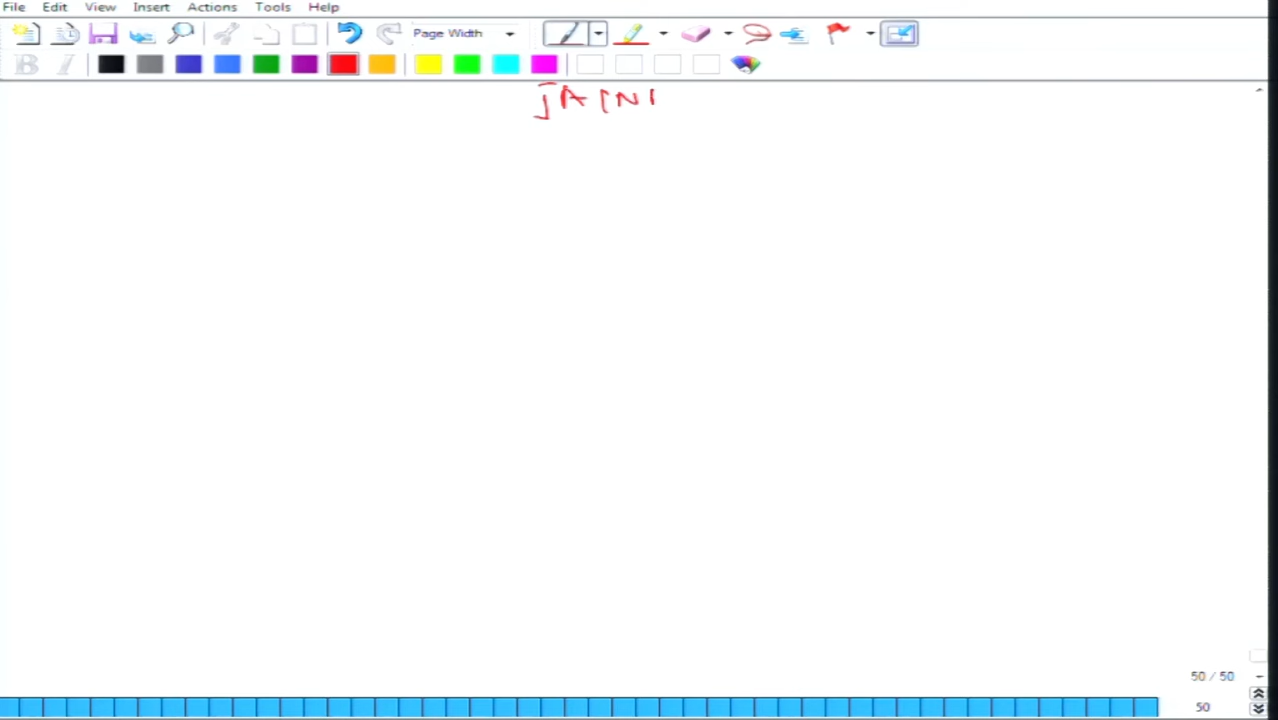 File Edit View Insert Actions Tools Help
Page Width
B I
JAINI
50 / 50
50